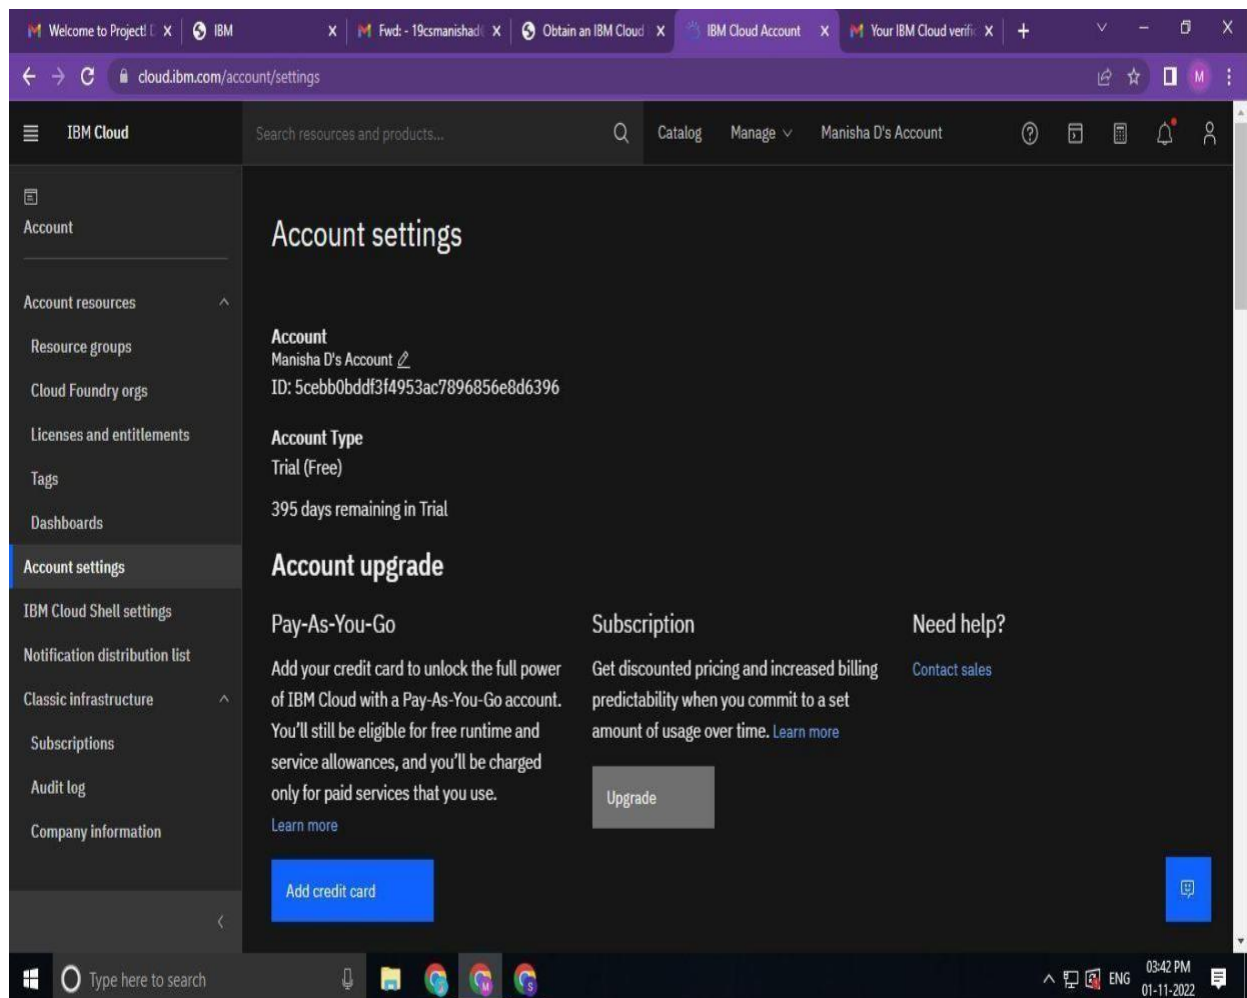 Welcome to Project! D
IBM
Fwd: - 19csmanishad
Obtain an IBM Cloud
IBM Cloud Account
Your IBM Cloud verific
cloud.ibm.com/account/settings
M
IBM Cloud
Search resources and products...
Catalog
Manage
Manisha D's Account
Account
Account resources
Resource groups
Cloud Foundry orgs
Licenses and entitlements
Tags
Dashboards
Account settings
IBM Cloud Shell settings
Notification distribution list
Classic infrastructure
Subscriptions
Audit log
Company information
Account settings
Account
Manisha D's Account
ID: 5cebb0bddf3f4953ac7896856e8d6396
Account Type
Trial (Free)
395 days remaining in Trial
Account upgrade
Pay-As-You-Go
Add your credit card to unlock the full power
of IBM Cloud with a Pay-As-You-Go account.
You'll still be eligible for free runtime and
service allowances, and you'll be charged
only for paid services that you use.
Learn more
Add credit card
Subscription
Get discounted pricing and increased billing
predictability when you commit to a set
amount of usage over time. Learn more
Upgrade
Need help?
Contact sales
Type here to search
ENG
03:42 PM
01-11-2022